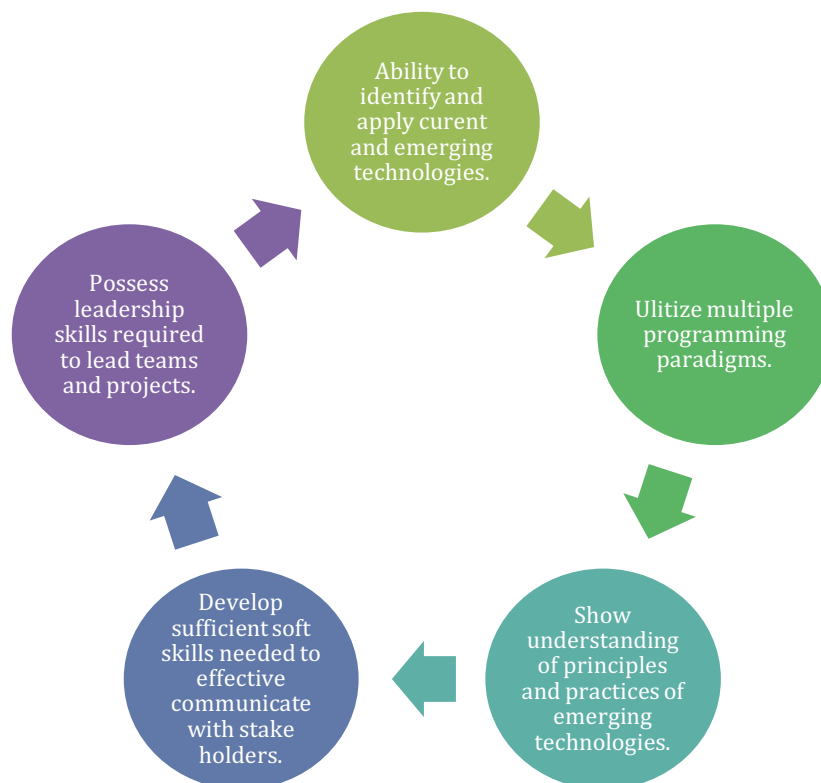 Ability to
identify and
apply curent
and emerging
technologies.
Ulitize multiple
programming
paradigms.
Show
understanding
of principles
and practices of
emerging
technologies.
Develop
sufficient soft
skills needed to
effective
communicate
with stake
holders.
Possess
leadership
skills required
to lead teams
and projects.